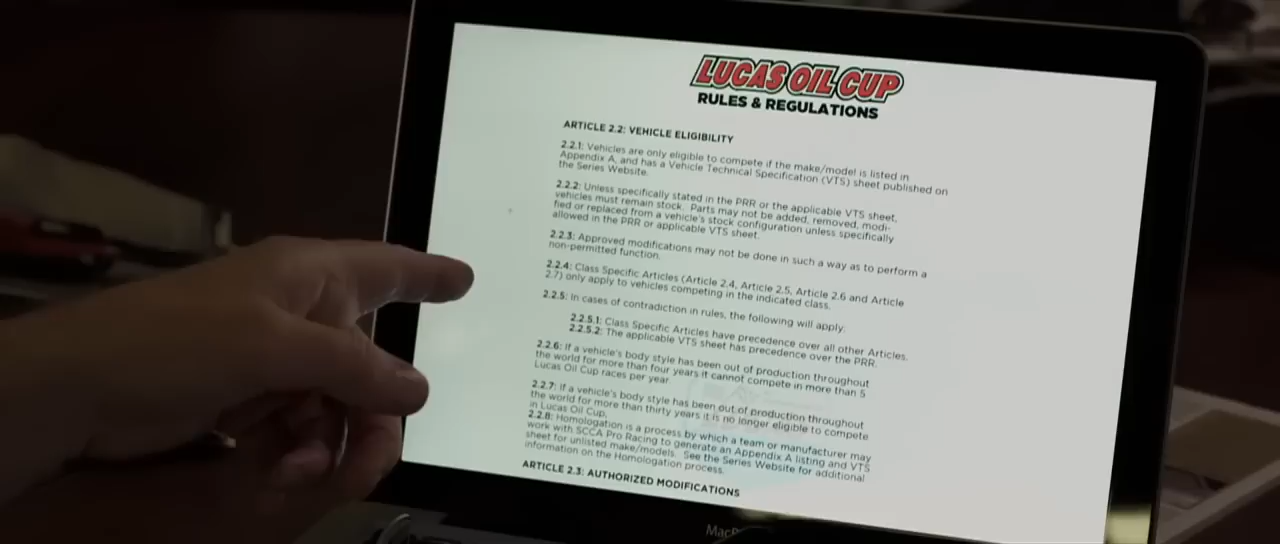 LUCAS OIL CUP
RULES & REGULATIONS
ARTICLE 2.2: VEHICLE ELIGIBILITY
2.2.1: Vehicles are only eligible to compete if the make/model is listed in
Appendix A, and has a Vehicle Technical Specification (VTS) sheet published on
the Series Website.
2.2.2: Unless specifically stated in the PRR or the applicable VTS sheet,
vehicles must remain stock. Parts may not be added, removed, modi-
fied or replaced from a vehicle's stock configuration unless specifically
allowed in the PRR or applicable VTS sheet.
2.2.3: Approved modifications may not be done in such a way as to perform a
non-permitted function.
2.2.4: Class Specific Articles (Article 2.4, Article 2.5, Article 2.6 and Article
2.7) only apply to vehicles competing in the indicated class.
2.2.5: In cases of contradiction in rules, the following will apply:
2.2.5.1: Class Specific Articles have precedence over all other Articles.
2.2.5.2: The applicable VTS sheet has precedence over the PRR.
2.2.6: If a vehicle's body style has been out of production throughout
the world for more than four years it cannot compete in more than 5
Lucas Oil Cup races per year.
2.2.7: If a vehicle's body style has been out of production throughout
the world for more than thirty years it is no longer eligible to compete
in Lucas Oil Cup.
2.2.8: Homologation is a process by which a team or manufacturer may
work with SCCA Pro Racing to generate an Appendix A listing and VTS
sheet for unlisted make/models. See the Series Website for additional
information on the Homologation process.
ARTICLE 2.3: AUTHORIZED MODIFICATIONS